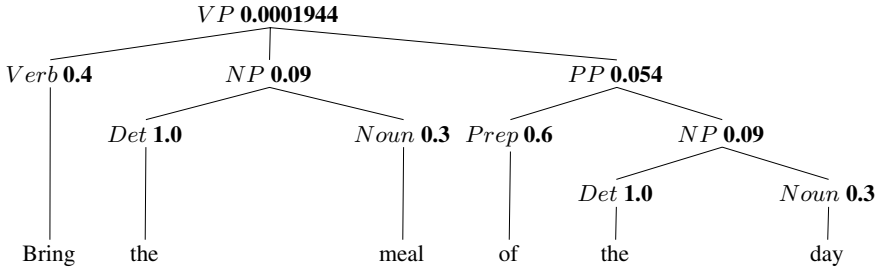 VP 0.0001944
Verb 0.4 NP 0.09 PP 0.054
Det 1.0 Noun 0.3 Prep 0.6 NP 0.09
Det 1.0 Noun 0.3
Bring the meal of the day